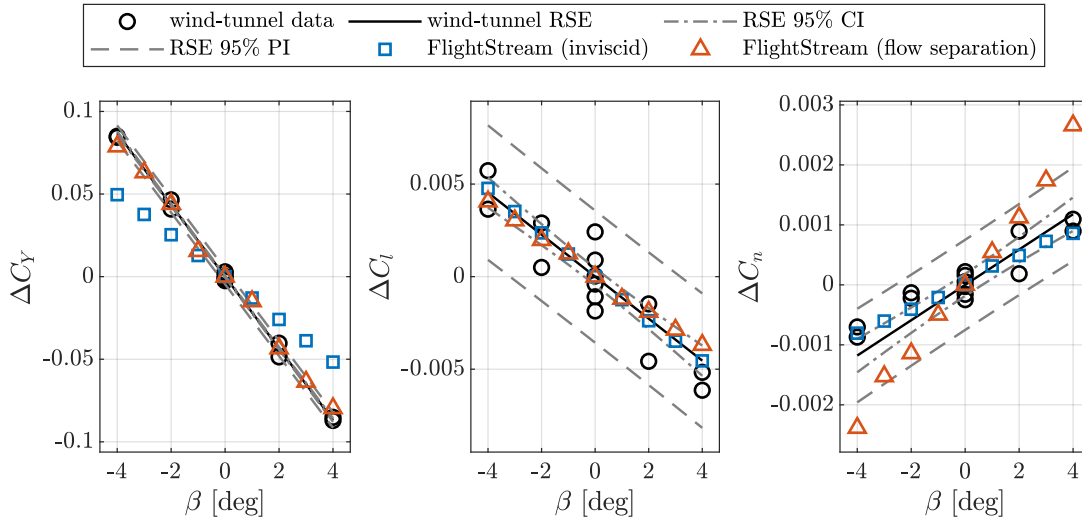 wind-tunnel data wind-tunnel RSE RSE 95% CI
RSE 95% PI FlightStream (inviscid) FlightStream (flow separation)
0.1
0.05
0
-0.05
-0.1
ΔC_Y
-4 -2 0 2 4
β [deg]
0.005
0
-0.005
ΔC_l
-4 -2 0 2 4
β [deg]
0.003
0.002
0.001
0
-0.001
-0.002
ΔC_n
-4 -2 0 2 4
β [deg]